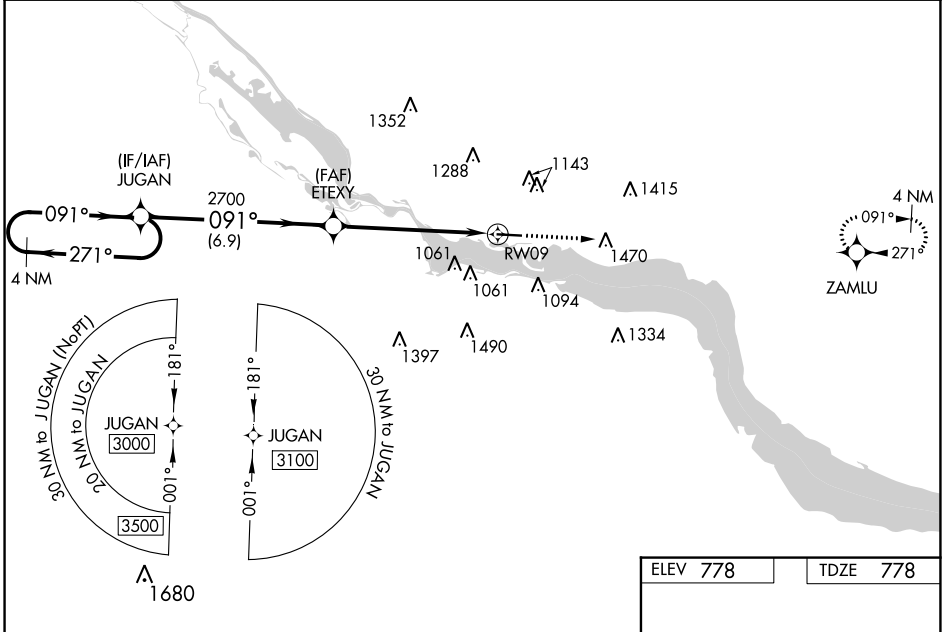 1352
1288
1143
1415
(IF/IAF)
JUGAN
(FAF)
ETEXY
2700
091°
(6.9)
091°
271°
4 NM
4 NM
091°
271°
ZAMLU
RW09
1470
1061
1061
1094
1397
1490
1334
30 NM to JUGAN (NoPT)
20 NM to JUGAN
181°
JUGAN
3000
001°
3500
181°
JUGAN
3100
001°
30 NM to JUGAN
1680
ELEV 778
TDZE 778